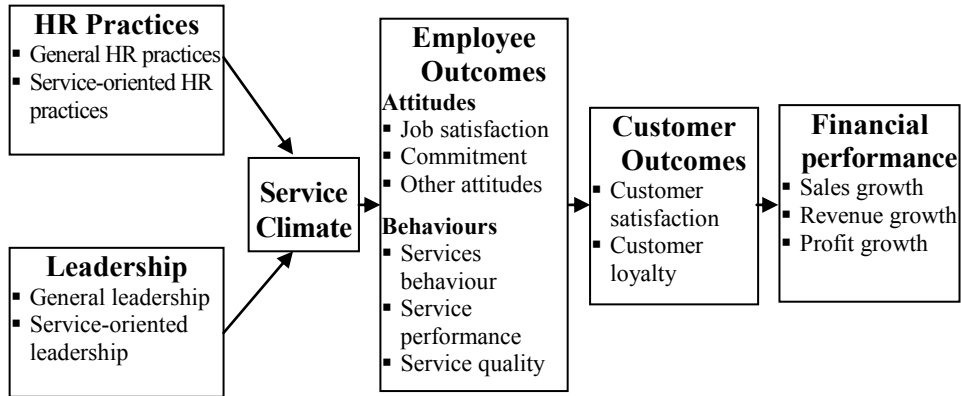 HR Practices
▪ General HR practices
▪ Service-oriented HR
practices
Leadership
▪ General leadership
▪ Service-oriented
leadership
Service
Climate
Employee
Outcomes
Attitudes
▪ Job satisfaction
▪ Commitment
▪ Other attitudes
Behaviours
▪ Services
behaviour
▪ Service
performance
▪ Service quality
Customer
Outcomes
▪ Customer
satisfaction
▪ Customer
loyalty
Financial
performance
▪ Sales growth
▪ Revenue growth
▪ Profit growth